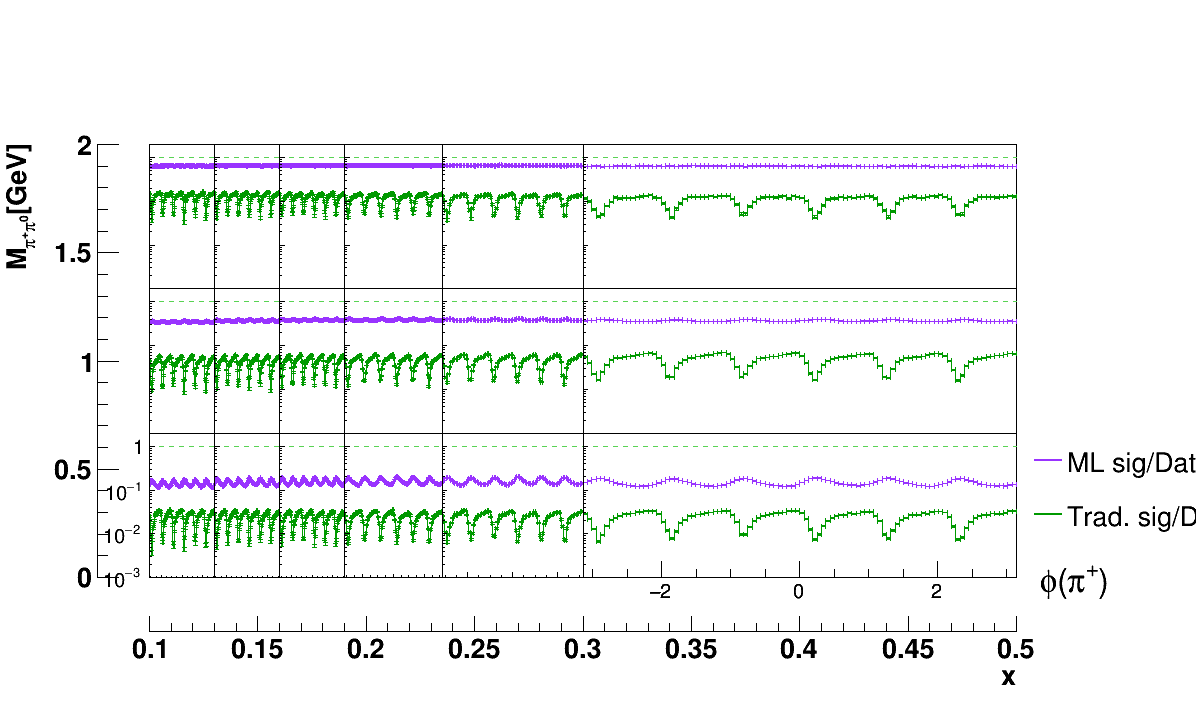 M π⁺π⁰ [GeV]
2
1.5
1
0.5
0
1
10⁻¹
10⁻²
10⁻³
−2 0 2
ϕ(π⁺)
0.1 0.15 0.2 0.25 0.3 0.35 0.4 0.45 0.5
x
ML sig/Dat
Trad. sig/D